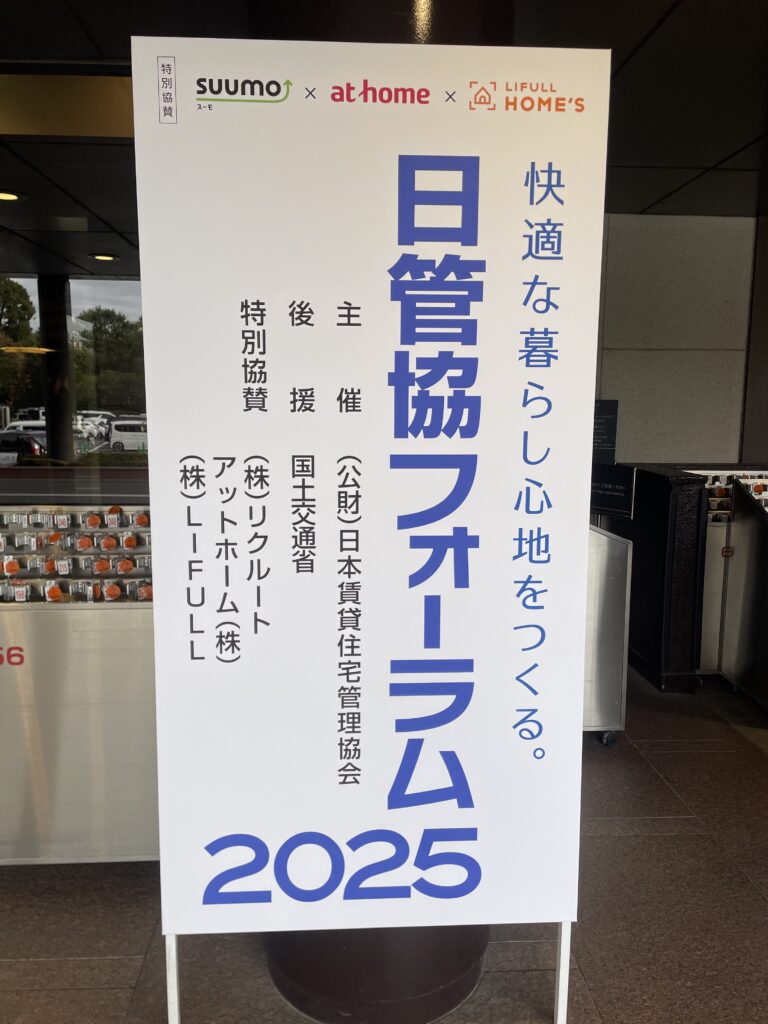 特別協賛
suumo
スーモ
×
at home
×
LIFULL
HOME'S
快適な暮らし心地をつくる。
日管協フォーラム
2025
主催 (公財)日本賃貸住宅管理協会
後援 国土交通省
特別協賛 (株)リクルート
アットホーム(株)
(株)LIFULL
56